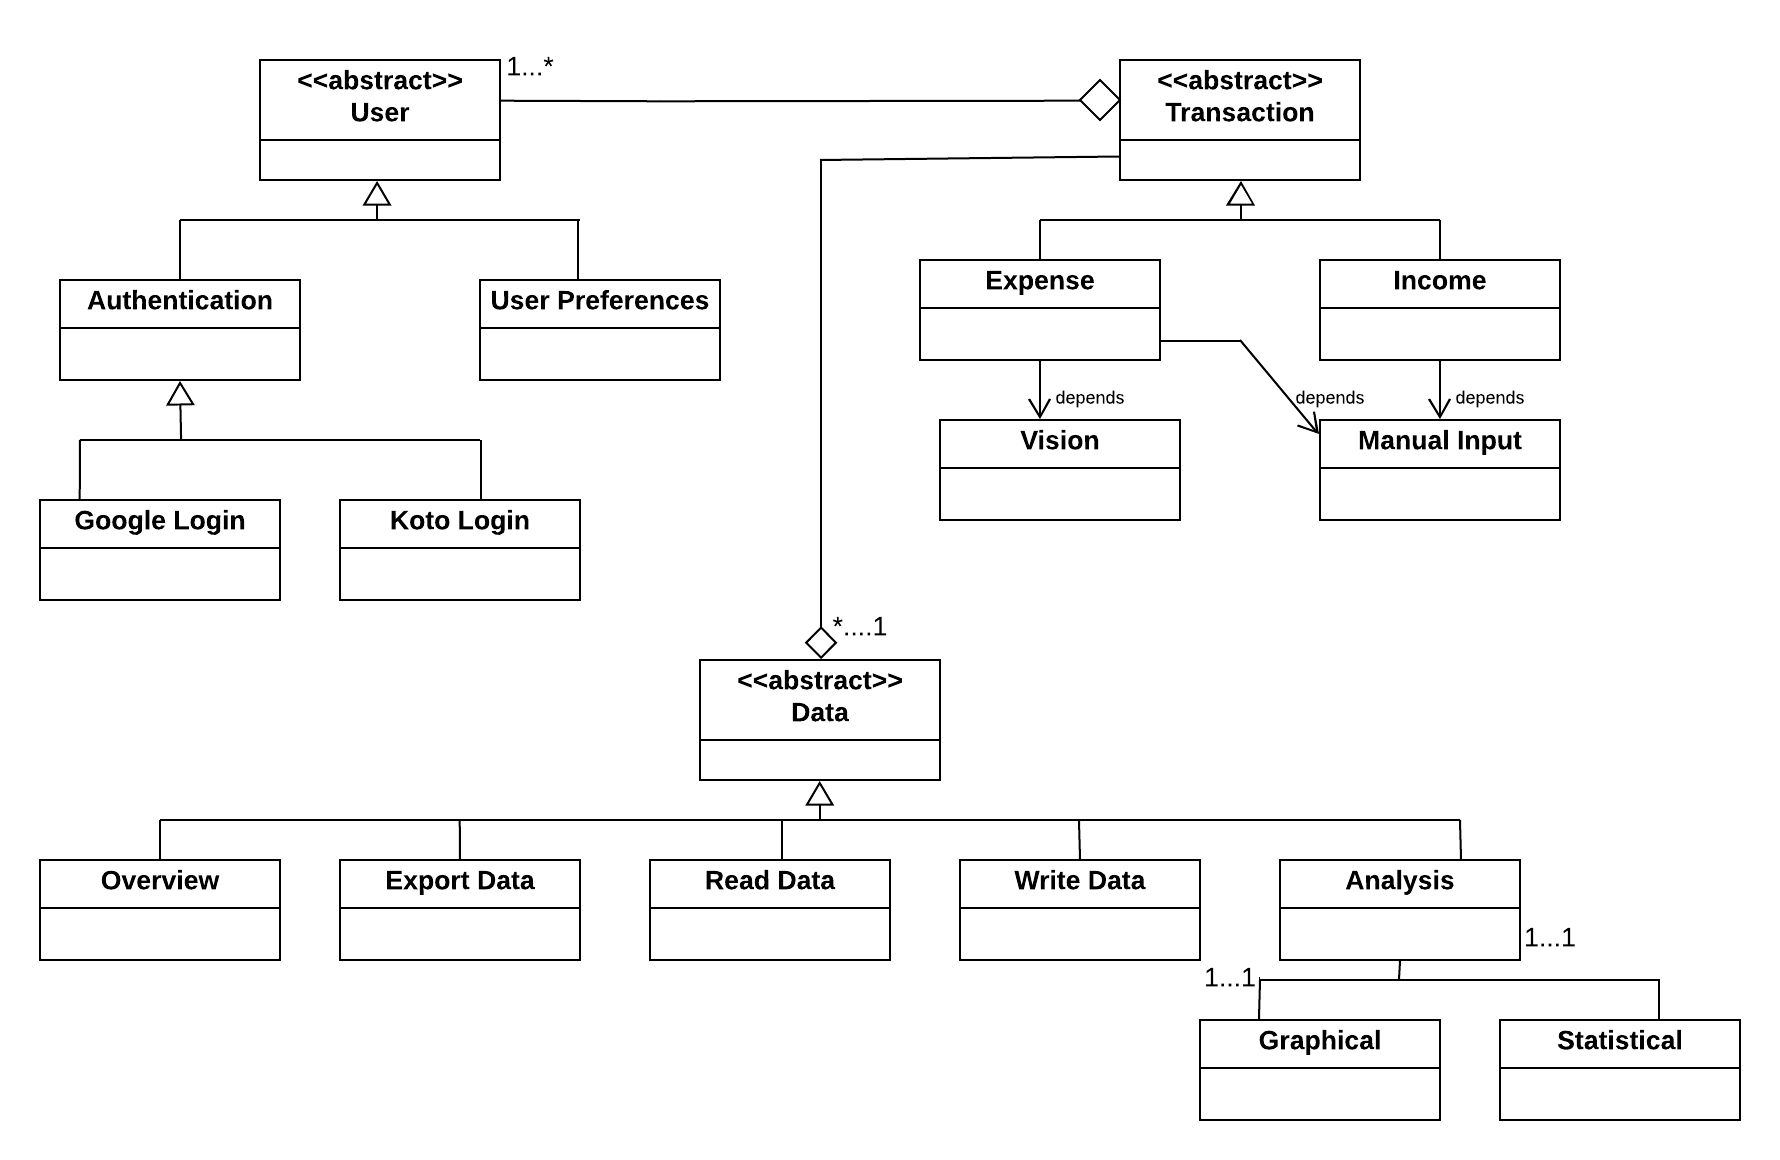 1...*
<<abstract>>
User
<<abstract>>
Transaction
Authentication
User Preferences
Expense
Income
depends
depends
depends
Vision
Manual Input
Google Login
Koto Login
*....1
<<abstract>>
Data
Overview
Export Data
Read Data
Write Data
Analysis
1...1
1...1
Graphical
Statistical